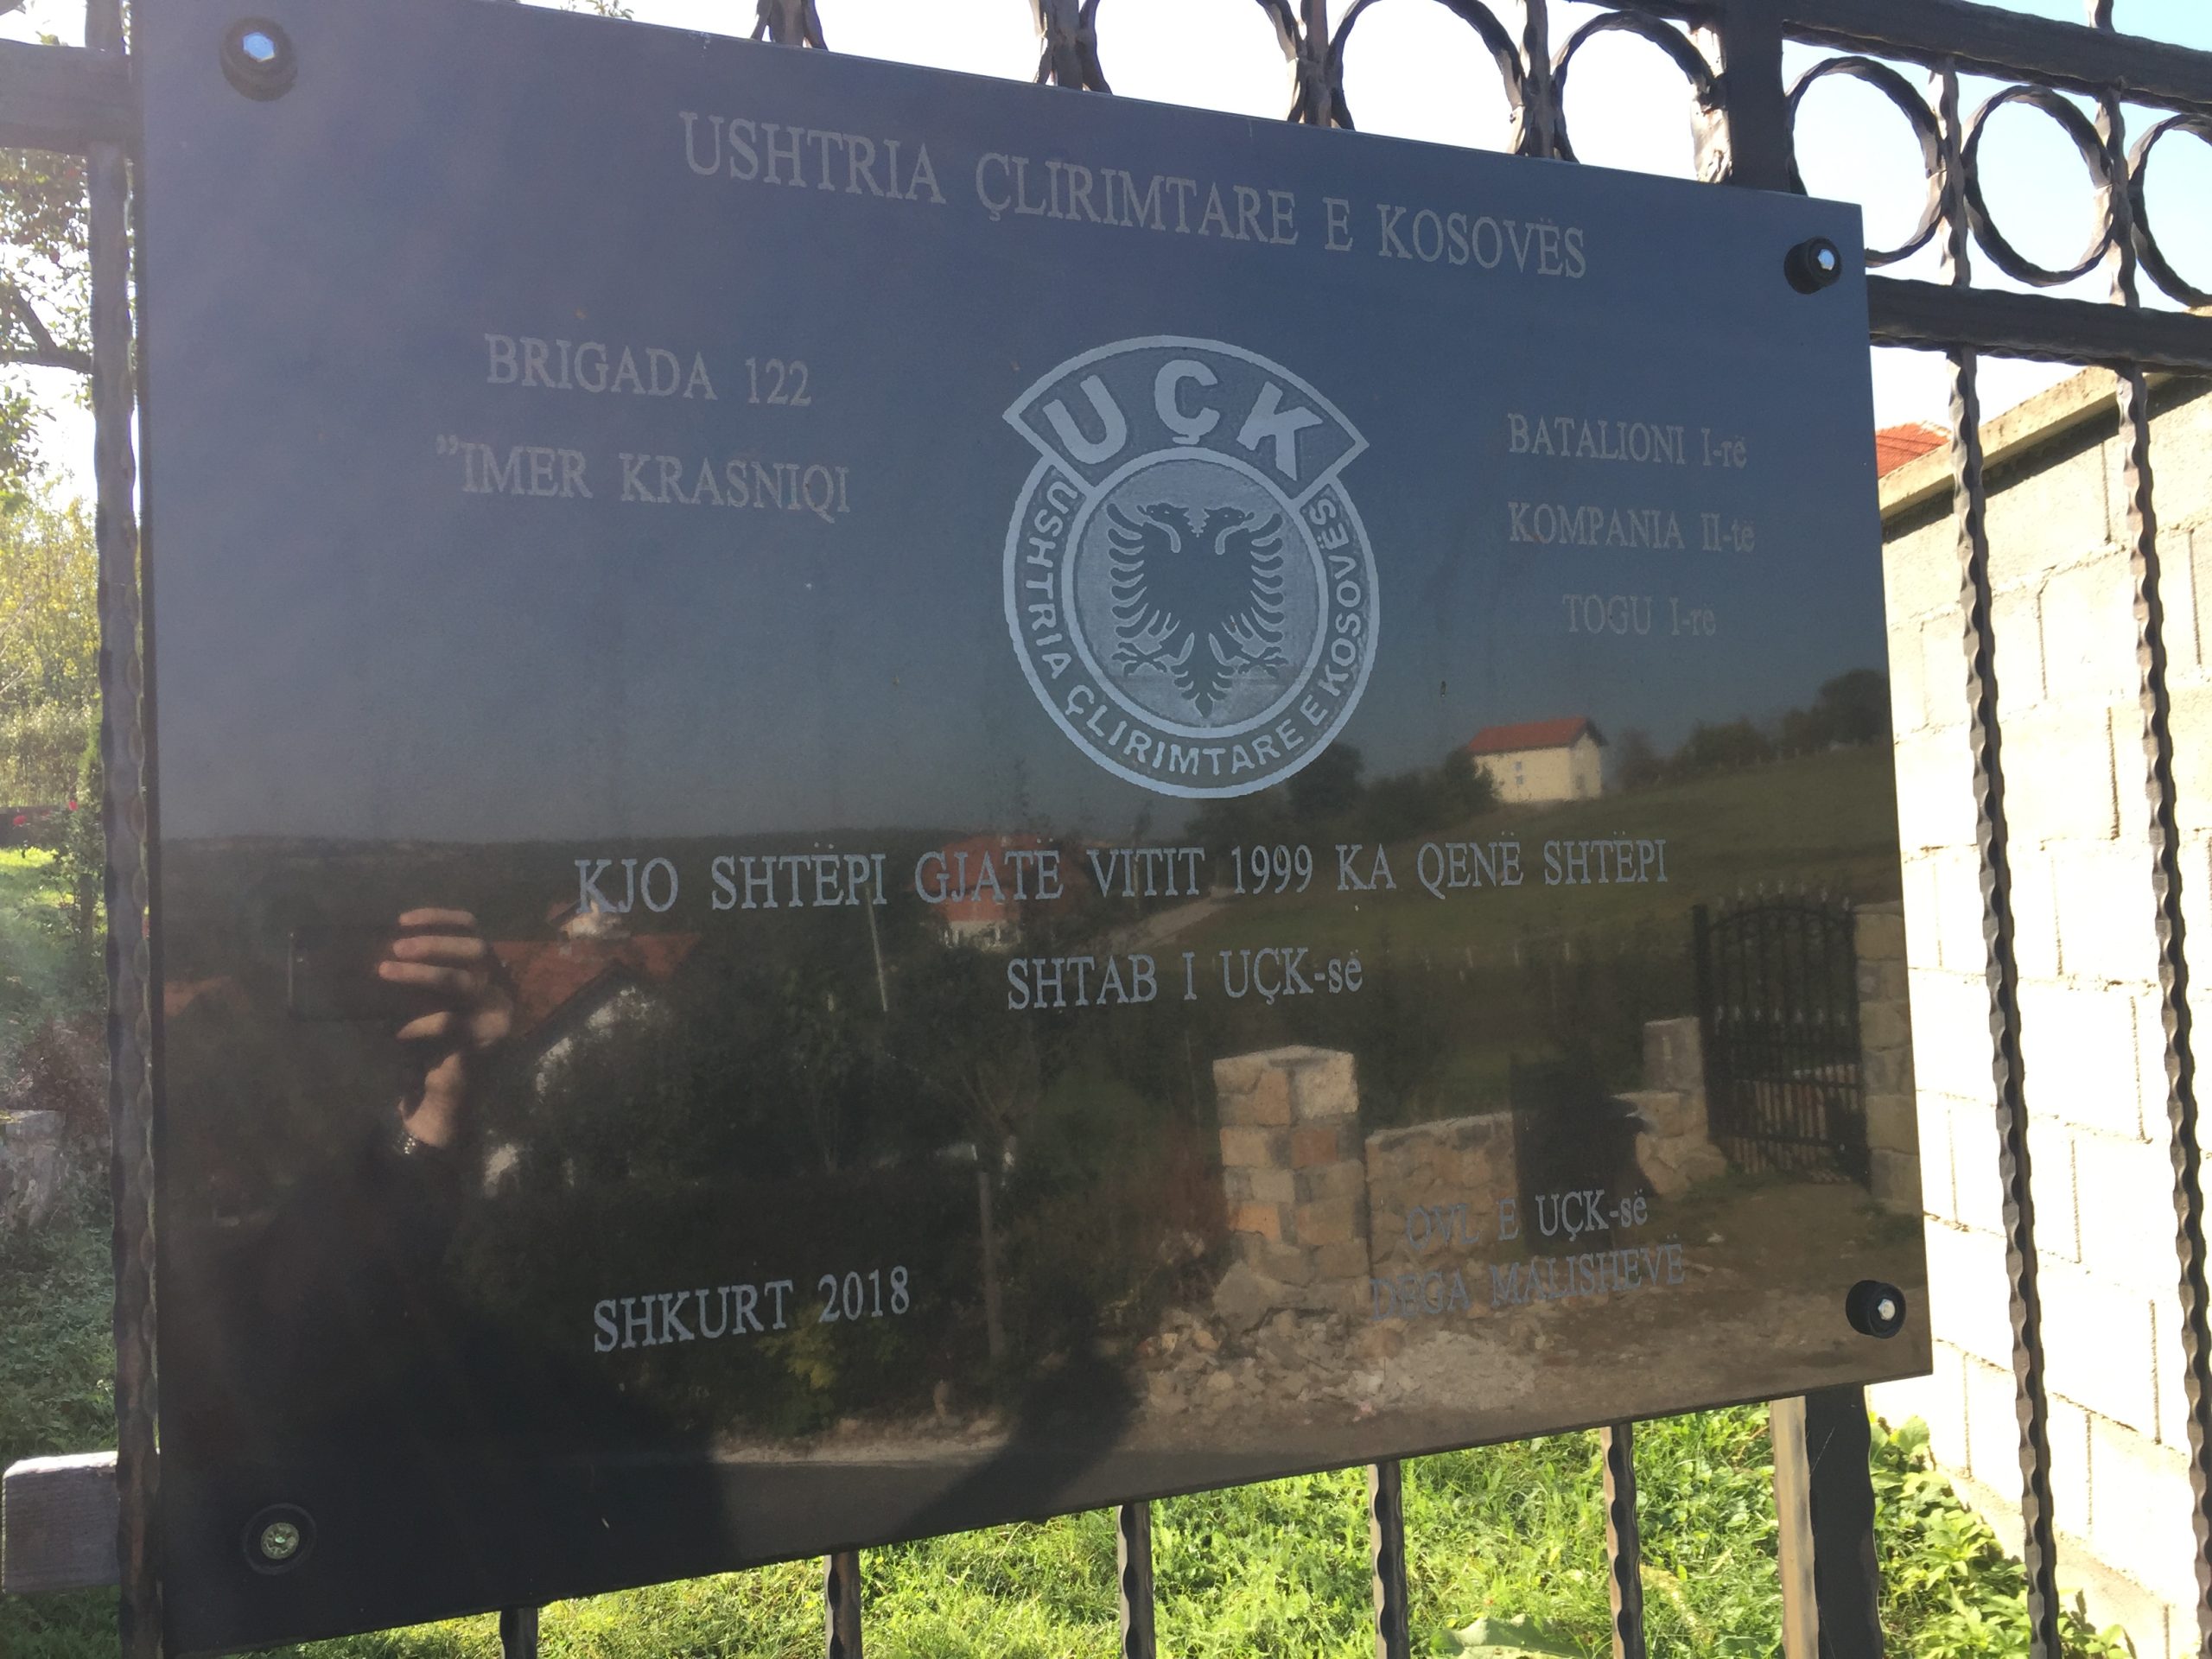 USHTRIA ÇLIRIMTARE E KOSOVËS
BRIGADA 122
”IMER KRASNIQI
UÇK
USHTRIA ÇLIRIMTARE E KOSOVËS
BATALIONI I-rë
KOMPANIA II-të
TOGU I-rë
KJO SHTËPI GJATË VITIT 1999 KA QENË SHTËPI
SHTAB I UÇK-së
SHKURT 2018
OVL E UÇK-së
DEGA MALISHEVË